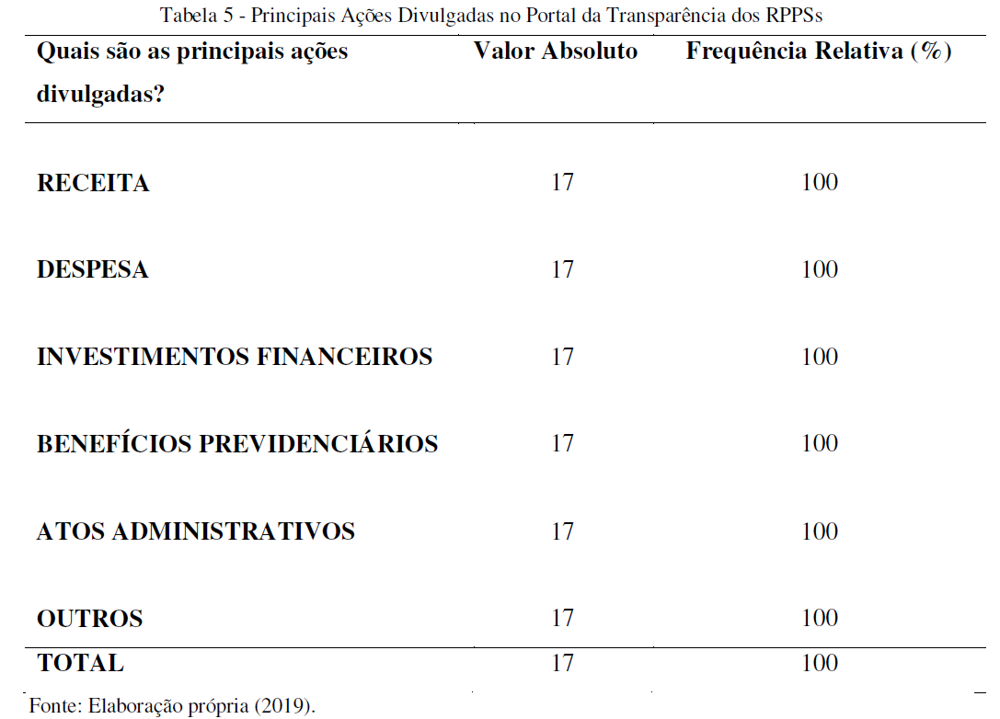 Tabela 5 - Principais Ações Divulgadas no Portal da Transparência dos RPPSs
Quais são as principais ações Valor Absoluto Frequência Relativa (%)
divulgadas?
RECEITA 17 100
DESPESA 17 100
INVESTIMENTOS FINANCEIROS 17 100
BENEFÍCIOS PREVIDENCIÁRIOS 17 100
ATOS ADMINISTRATIVOS 17 100
OUTROS 17 100
TOTAL 17 100
Fonte: Elaboração própria (2019).